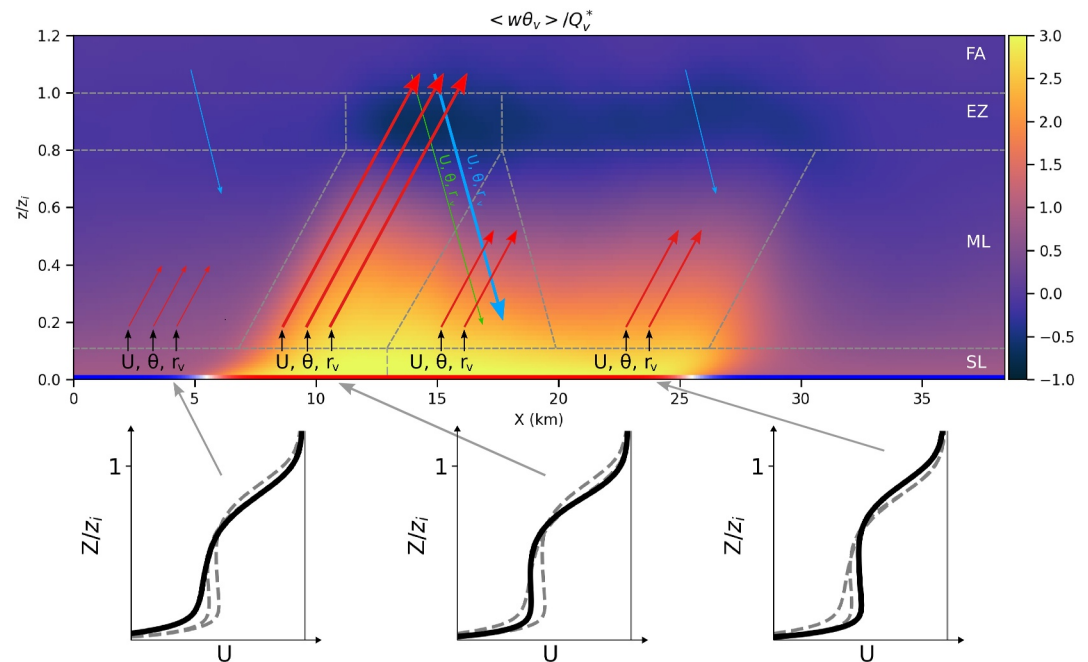 < wθᵥ > /Qᵥ*
1.2
1.0
0.8
0.6
0.4
0.2
0.0
z/zᵢ
FA
EZ
ML
SL
U, θ, rᵥ
U, θ, rᵥ
U, θ, rᵥ
U, θ, rᵥ
U, θ, rᵥ
U, θ, rᵥ
0 5 10 15 20 25 30 35
X (km)
3.0
2.5
2.0
1.5
1.0
0.5
0.0
−0.5
−1.0
1
Z/zᵢ
U
1
Z/zᵢ
U
1
Z/zᵢ
U